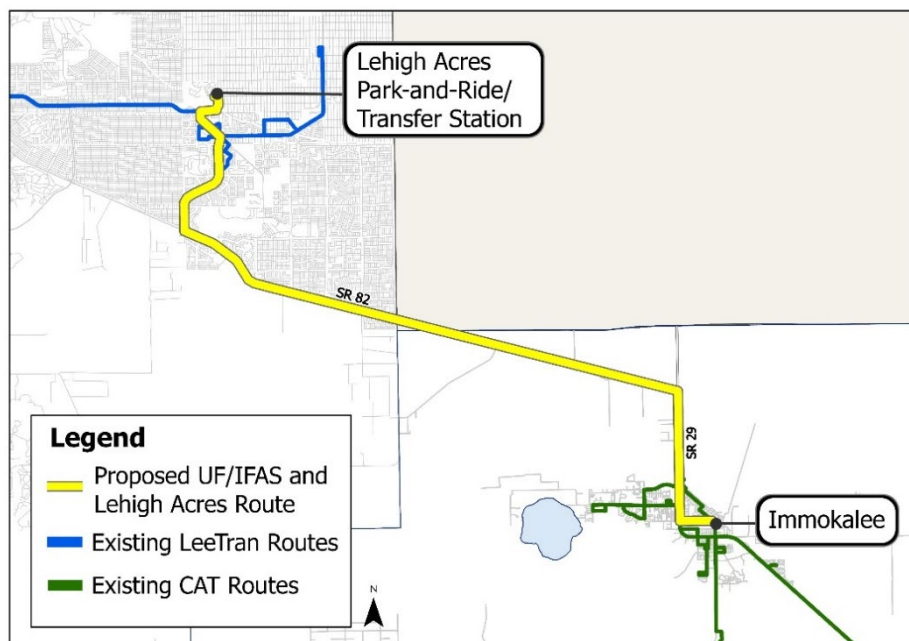 Lehigh Acres
Park-and-Ride/
Transfer Station
SR 82
SR 29
Immokalee
Legend
Proposed UF/IFAS and
Lehigh Acres Route
Existing LeeTran Routes
Existing CAT Routes
N